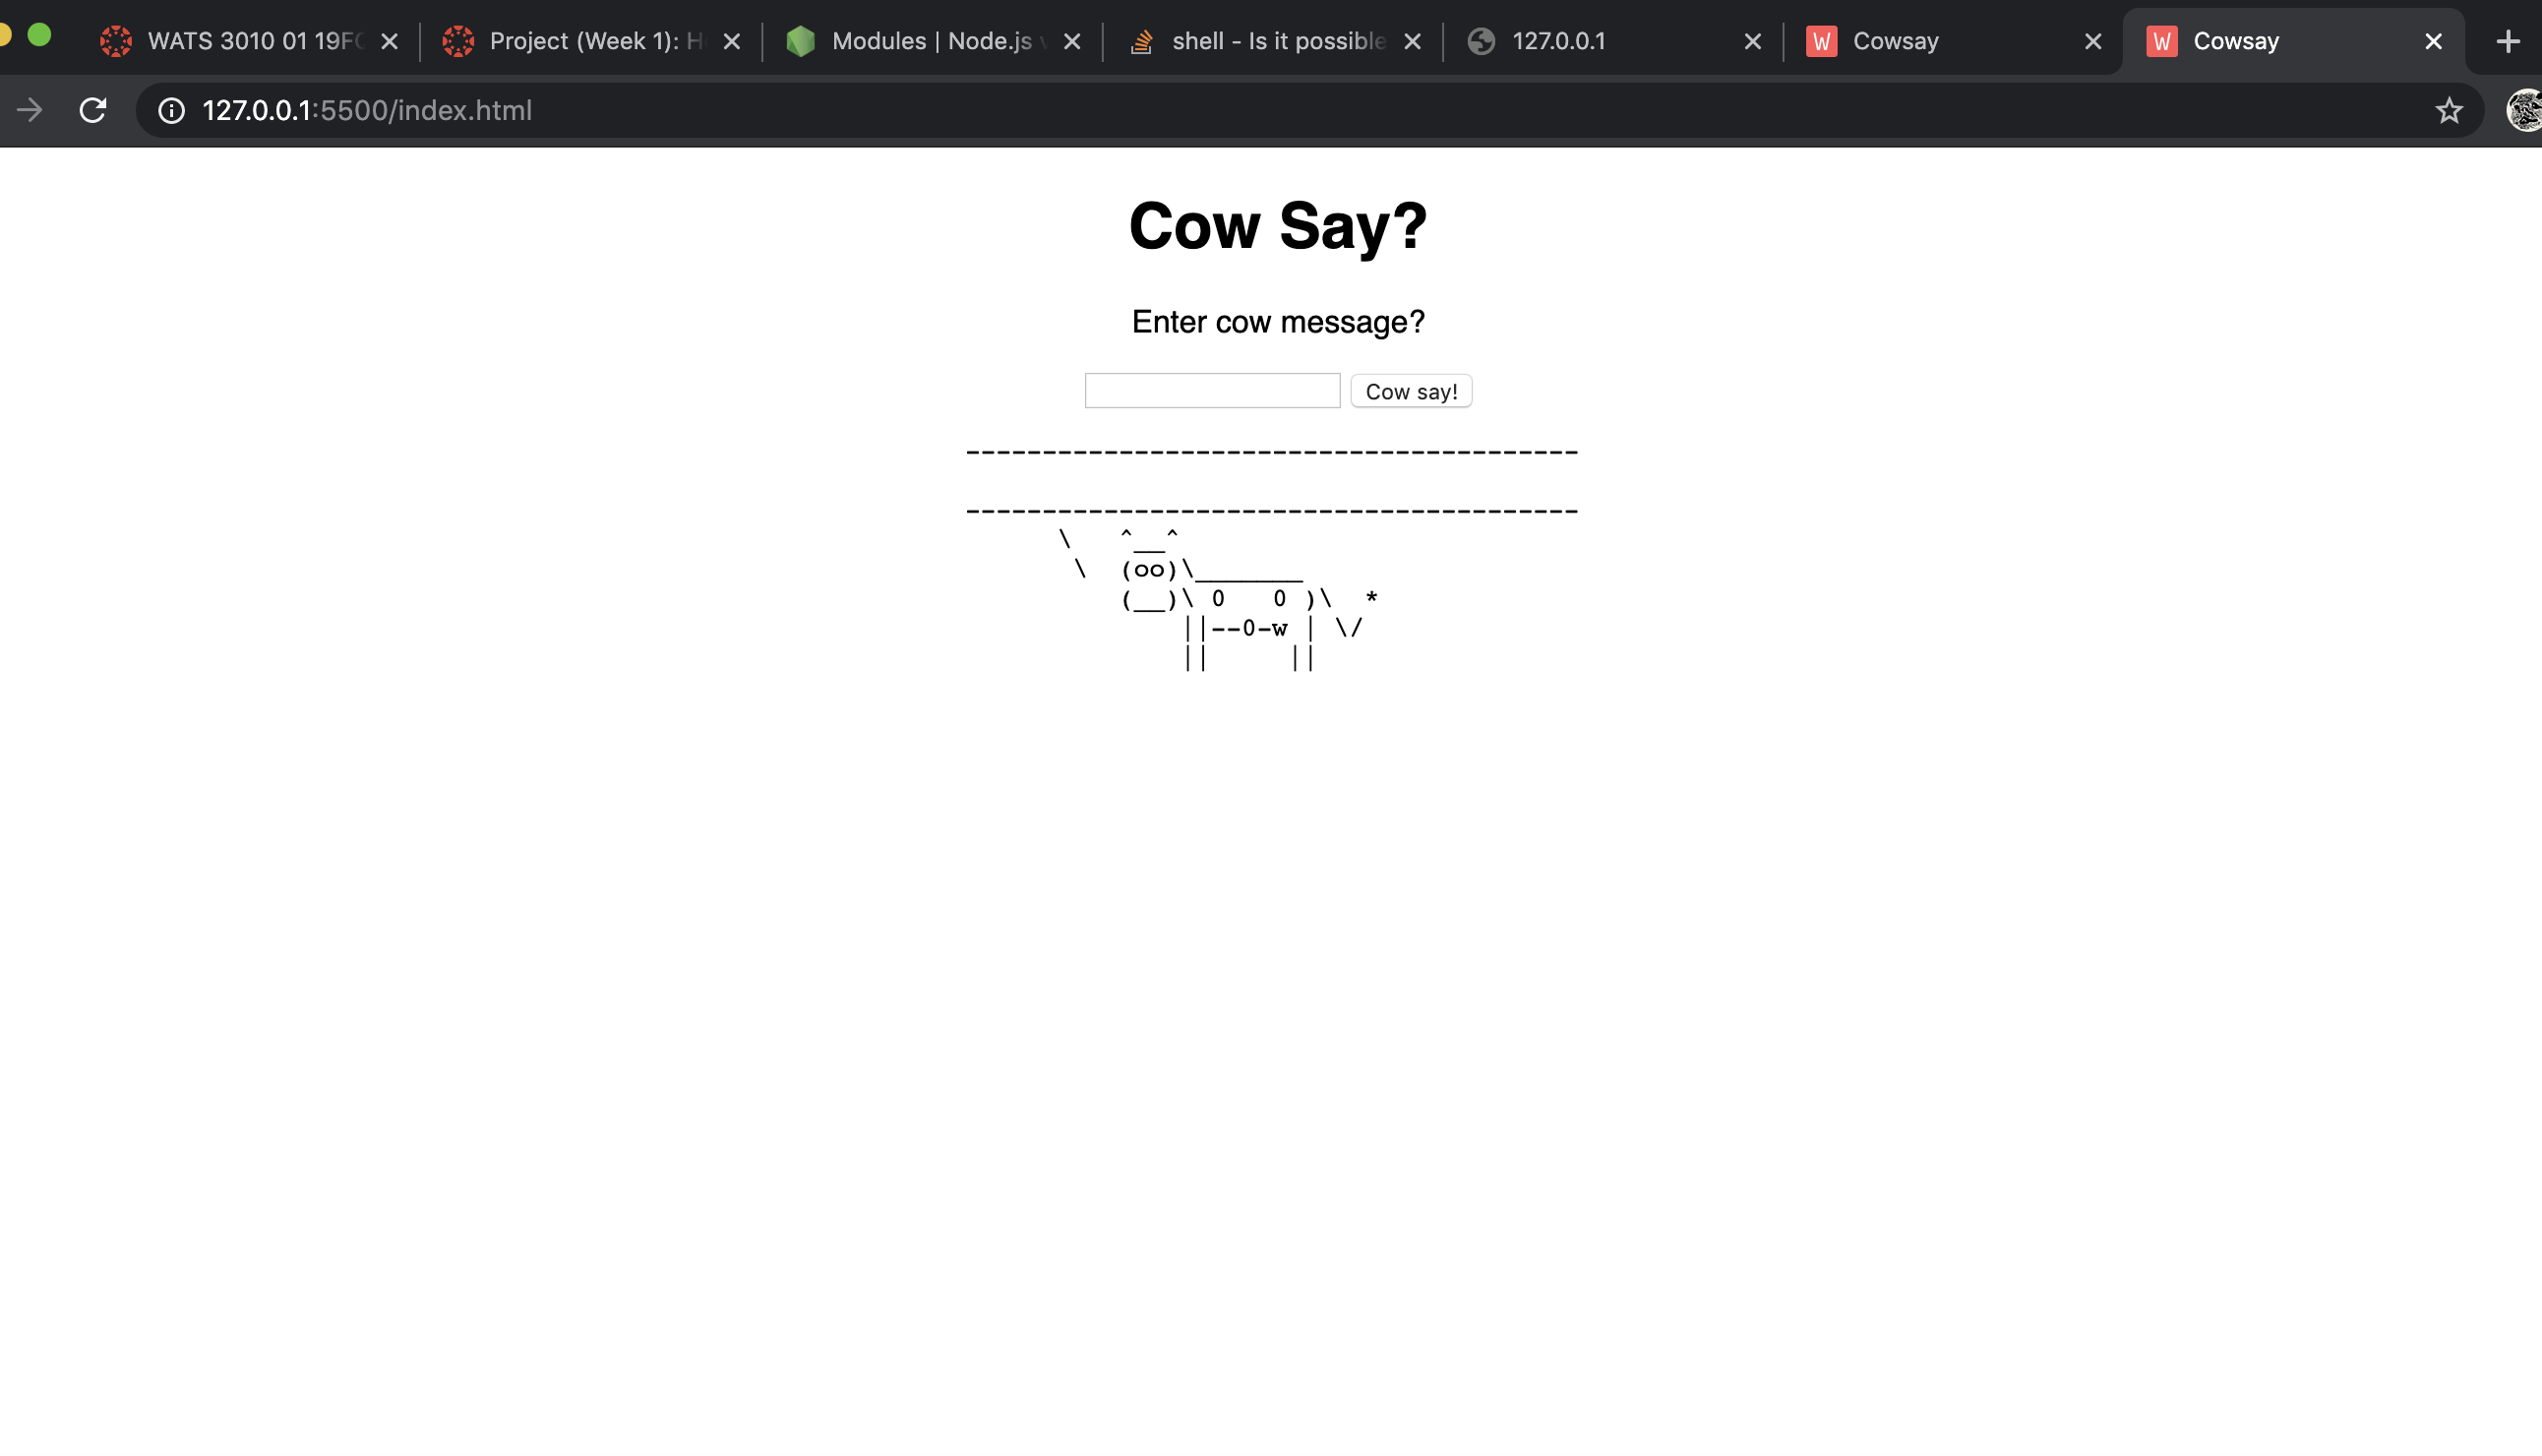 WATS 3010 01 19FC
Project (Week 1): H
Modules | Node.js v
shell - Is it possible
127.0.0.1
W Cowsay
W Cowsay
127.0.0.1:5500/index.html
Cow Say?
Enter cow message?
Cow say!
----------------------------------------
----------------------------------------
\   ^__^
 \  (oo)\_______
    (__)\ 0   0 )\  *
        ||--0-w | \/
        ||     ||